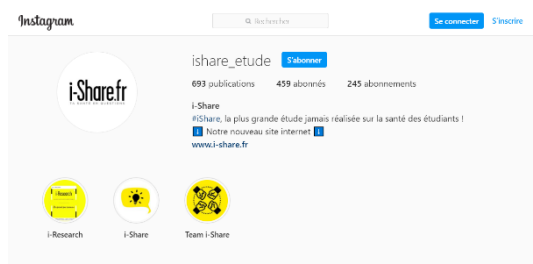 Instagram
Rechercher
Se connecter
S'inscrire
i-Share.fr
ishare_etude
S'abonner
693 publications 459 abonnés 245 abonnements
i-Share
#iShare, la plus grande étude jamais réalisée sur la santé des étudiants !
Notre nouveau site internet
www.i-share.fr
i-Research
i-Research
i-Share
Team i-Share